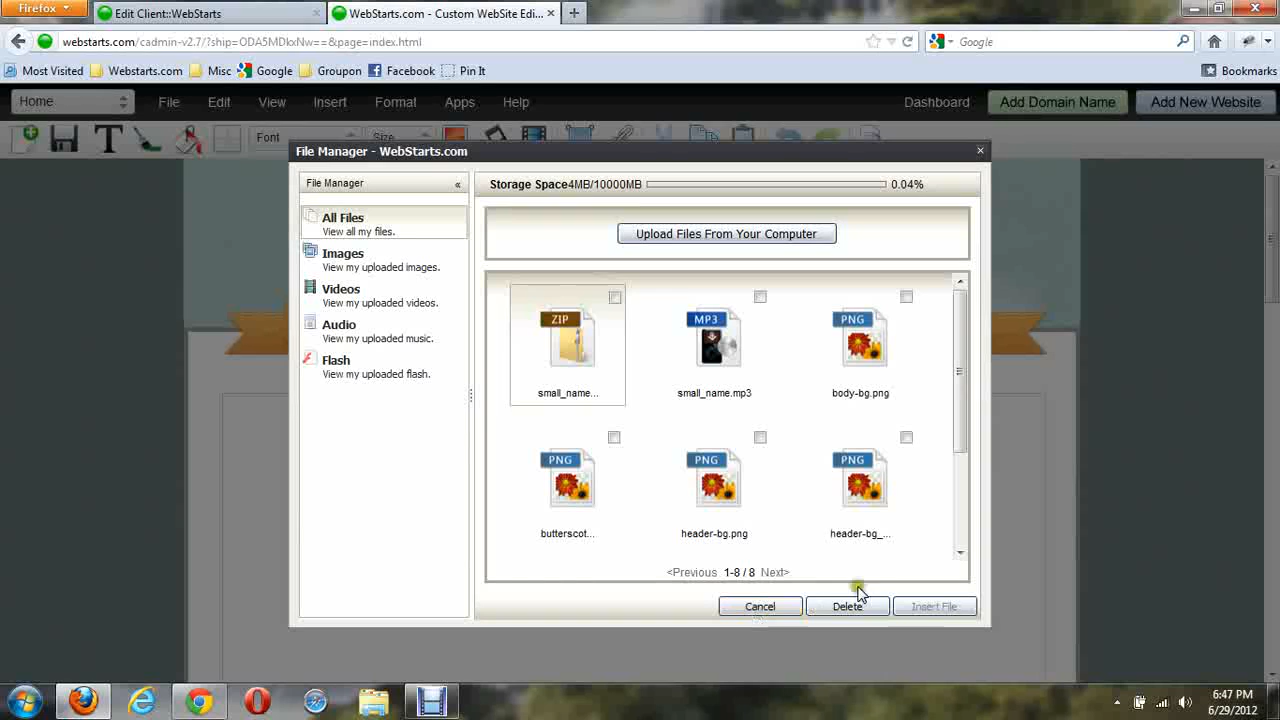 Firefox
Edit Client::WebStarts
WebStarts.com - Custom WebSite Edi...
webstarts.com/cadmin-v2.7/?ship=ODA5MDkxNw==&page=index.html
Google
Most Visited
Webstarts.com
Misc
Google
Groupon
Facebook
Pin It
Bookmarks
Home
File
Edit
View
Insert
Format
Apps
Help
Dashboard
Add Domain Name
Add New Website
Font
Size
File Manager - WebStarts.com
File Manager
«
Storage Space4MB/10000MB
0.04%
All Files
View all my files.
Images
View my uploaded images.
Videos
View my uploaded videos.
Audio
View my uploaded music.
Flash
View my uploaded flash.
Upload Files From Your Computer
ZIP
MP3
PNG
small_name...
small_name.mp3
body-bg.png
PNG
PNG
PNG
butterscot...
header-bg.png
header-bg_...
<Previous 1-8 / 8 Next>
Cancel
Delete
Insert File
6:47 PM
6/29/2012